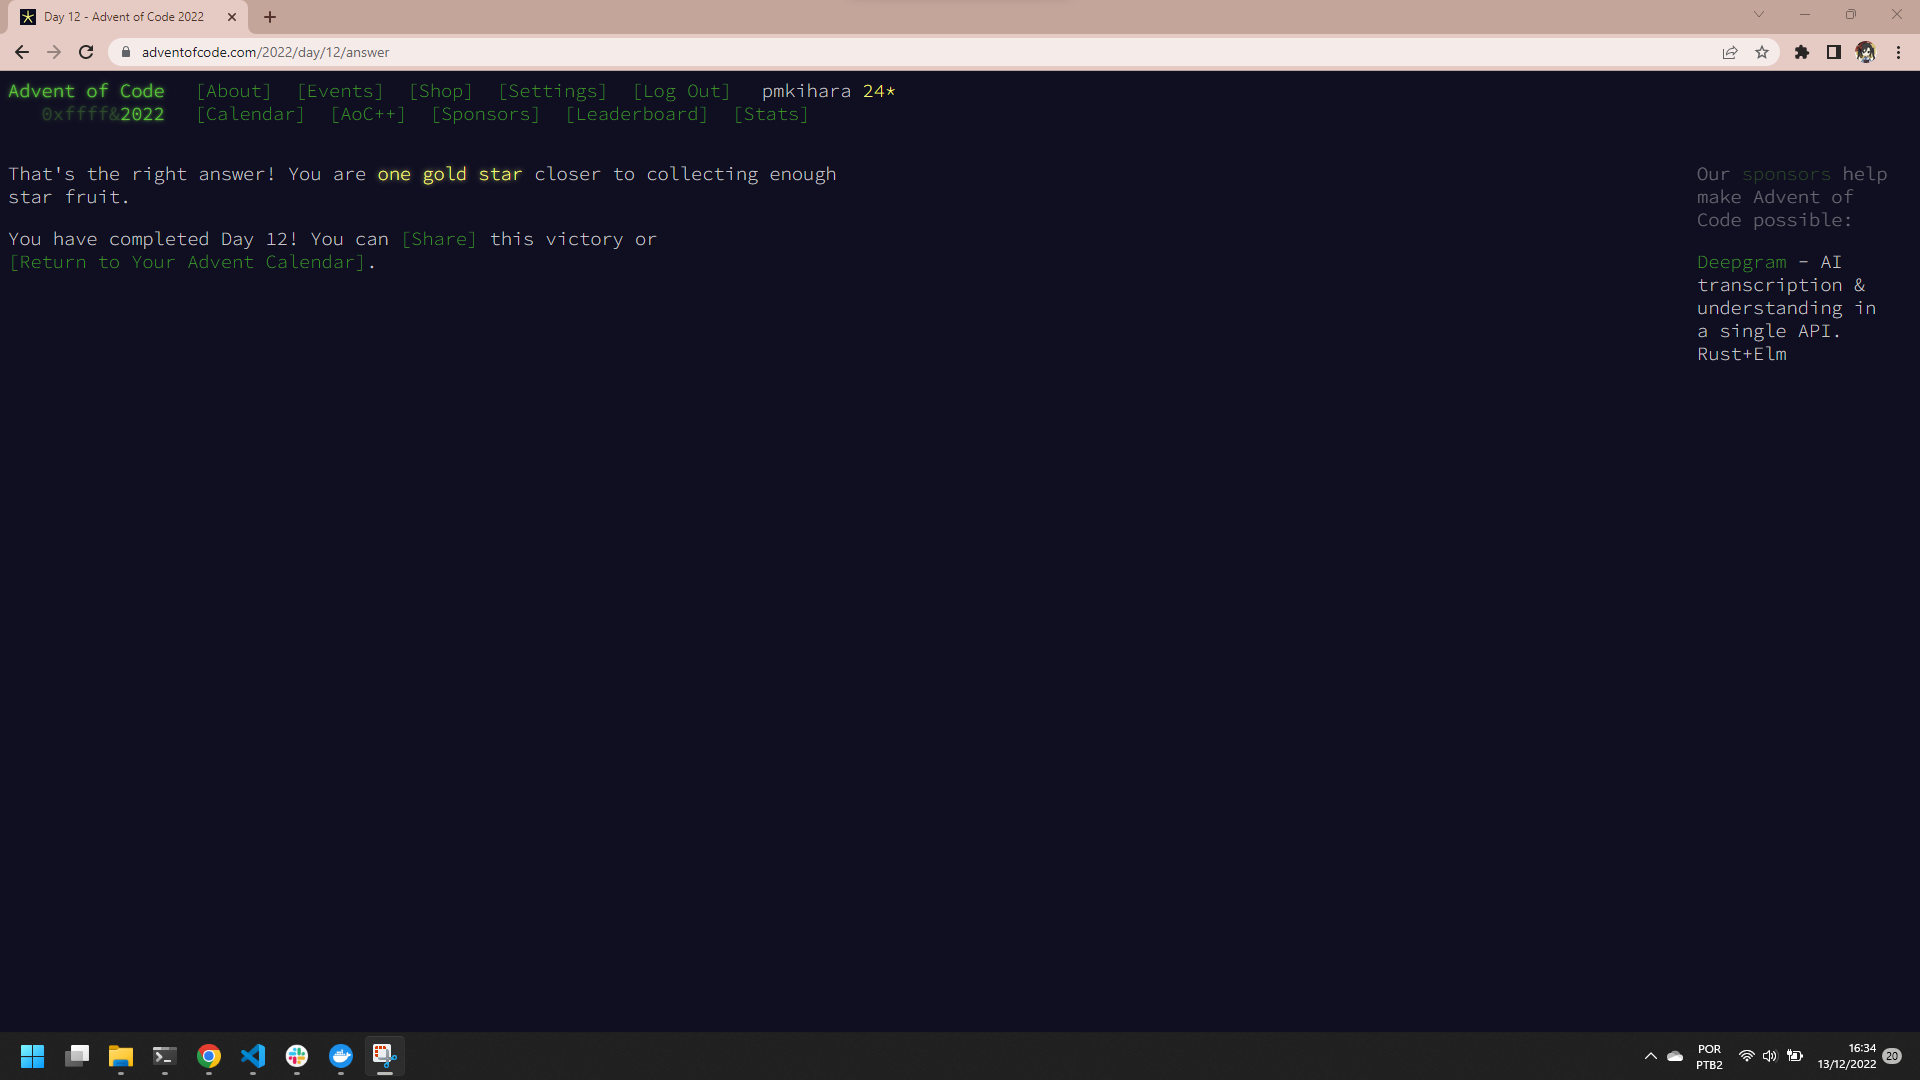 Day 12 - Advent of Code 2022
adventofcode.com/2022/day/12/answer
Advent of Code [About] [Events] [Shop] [Settings] [Log Out] pmkihara 24*
0xffff&2022 [Calendar] [AoC++] [Sponsors] [Leaderboard] [Stats]
That's the right answer! You are one gold star closer to collecting enough
star fruit.
You have completed Day 12! You can [Share] this victory or
[Return to Your Advent Calendar].
Our sponsors help
make Advent of
Code possible:
Deepgram - AI
transcription &
understanding in
a single API.
Rust+Elm
POR
PTB2
16:34
13/12/2022
20